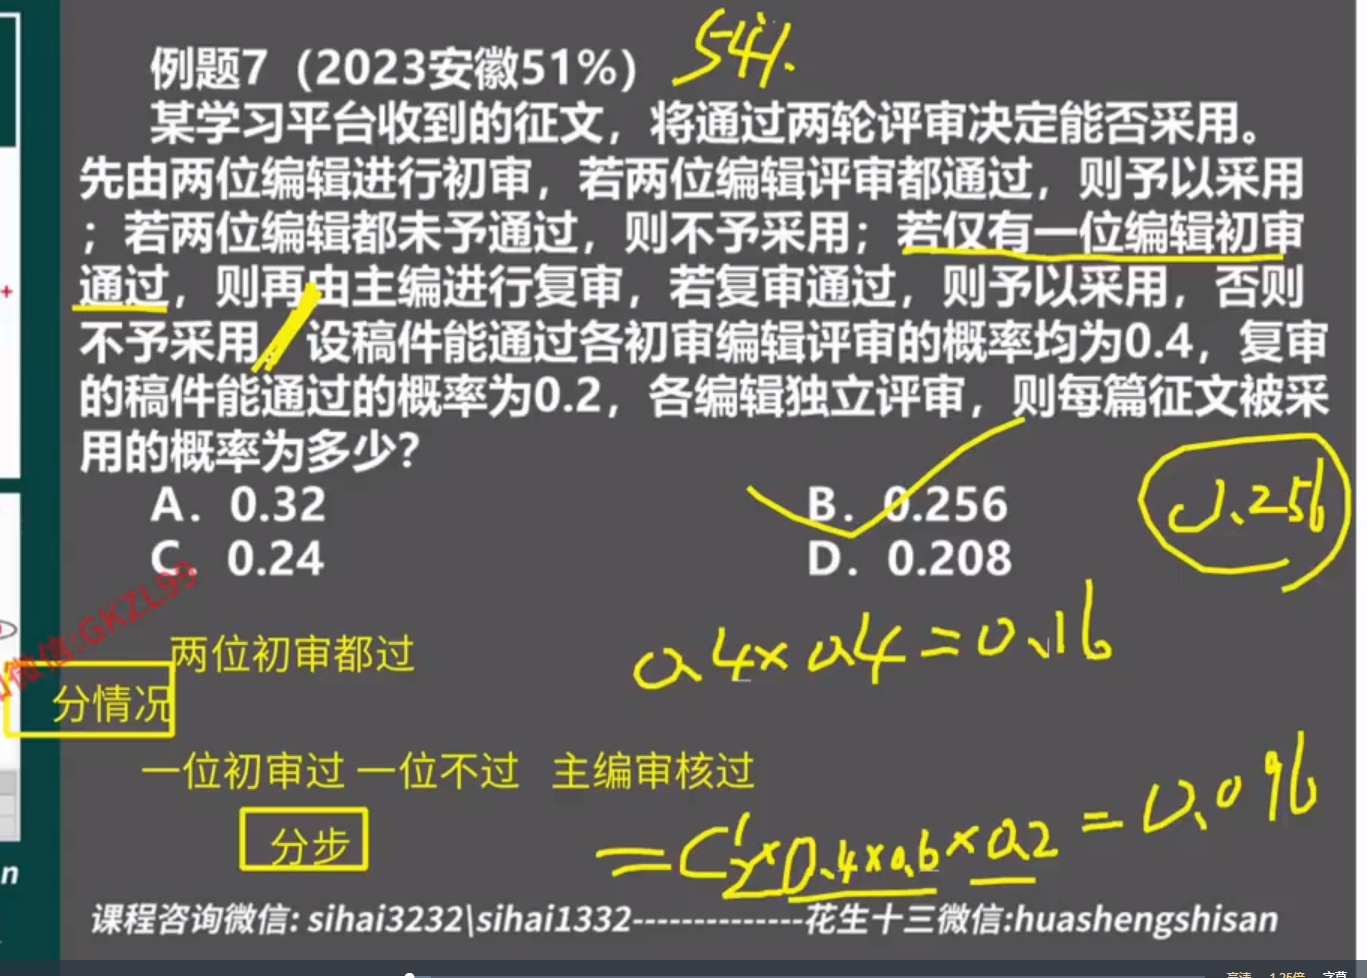 例题7（2023安徽51%） 54%.
某学习平台收到的征文，将通过两轮评审决定能否采用。
先由两位编辑进行初审，若两位编辑评审都通过，则予以采用
；若两位编辑都未予通过，则不予采用；若仅有一位编辑初审
通过，则再由主编进行复审，若复审通过，则予以采用，否则
不予采用 设稿件能通过各初审编辑评审的概率均为0.4，复审
的稿件能通过的概率为0.2，各编辑独立评审，则每篇征文被采
用的概率为多少？
A．0.32 B．0.256
0.256
C．0.24 D．0.208
微信:GKZL99
两位初审都过 0.4×0.4=0.16
分情况
一位初审过 一位不过 主编审核过
分步 =C₂¹×0.4×0.6×0.2=0.096
n
课程咨询微信: sihai3232\sihai1332--------------花生十三微信:huashengshisan
高清 1.25倍 字幕